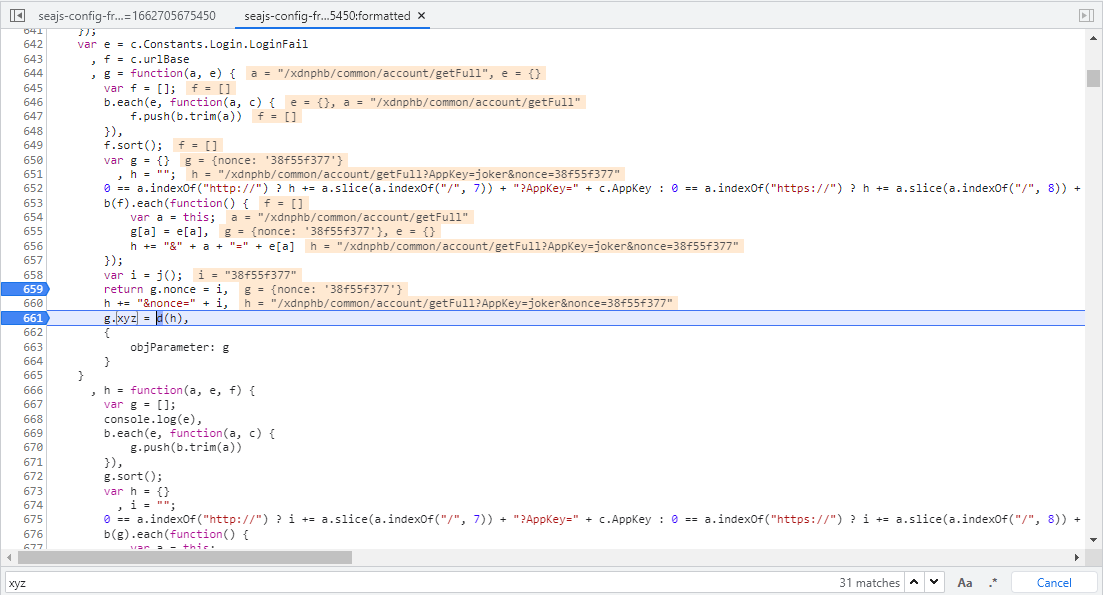 seajs-config-fr...=1662705675450 seajs-config-fr...5450:formatted ×
641 });
642 var e = c.Constants.Login.LoginFail
643 , f = c.urlBase
644 , g = function(a, e) { a = "/xdnphb/common/account/getFull", e = {}
645 var f = []; f = []
646 b.each(e, function(a, c) { e = {}, a = "/xdnphb/common/account/getFull"
647 f.push(b.trim(a)) f = []
648 }),
649 f.sort(); f = []
650 var g = {} g = {nonce: '38f55f377'}
651 , h = ""; h = "/xdnphb/common/account/getFull?AppKey=joker&nonce=38f55f377"
652 0 == a.indexOf("http://") ? h += a.slice(a.indexOf("/", 7)) + "?AppKey=" + c.AppKey : 0 == a.indexOf("https://") ? h += a.slice(a.indexOf("/", 8)) +
653 b(f).each(function() { f = []
654 var a = this; a = "/xdnphb/common/account/getFull"
655 g[a] = e[a], g = {nonce: '38f55f377'}, e = {}
656 h += "&" + a + "=" + e[a] h = "/xdnphb/common/account/getFull?AppKey=joker&nonce=38f55f377"
657 });
658 var i = j(); i = "38f55f377"
659 return g.nonce = i, g = {nonce: '38f55f377'}
660 h += "&nonce=" + i, h = "/xdnphb/common/account/getFull?AppKey=joker&nonce=38f55f377"
661 g.xyz = d(h),
662 {
663 objParameter: g
664 }
665 }
666 , h = function(a, e, f) {
667 var g = [];
668 console.log(e),
669 b.each(e, function(a, c) {
670 g.push(b.trim(a))
671 }),
672 g.sort();
673 var h = {}
674 , i = "";
675 0 == a.indexOf("http://") ? i += a.slice(a.indexOf("/", 7)) + "?AppKey=" + c.AppKey : 0 == a.indexOf("https://") ? i += a.slice(a.indexOf("/", 8)) +
676 b(g).each(function() {
677 var a = this;
xyz 31 matches Aa .* Cancel